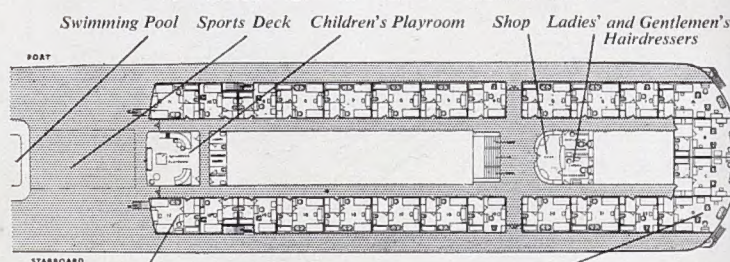 Swimming Pool Sports Deck Children's Playroom Shop Ladies' and Gentlemen's
Hairdressers
PORT
STARBOARD